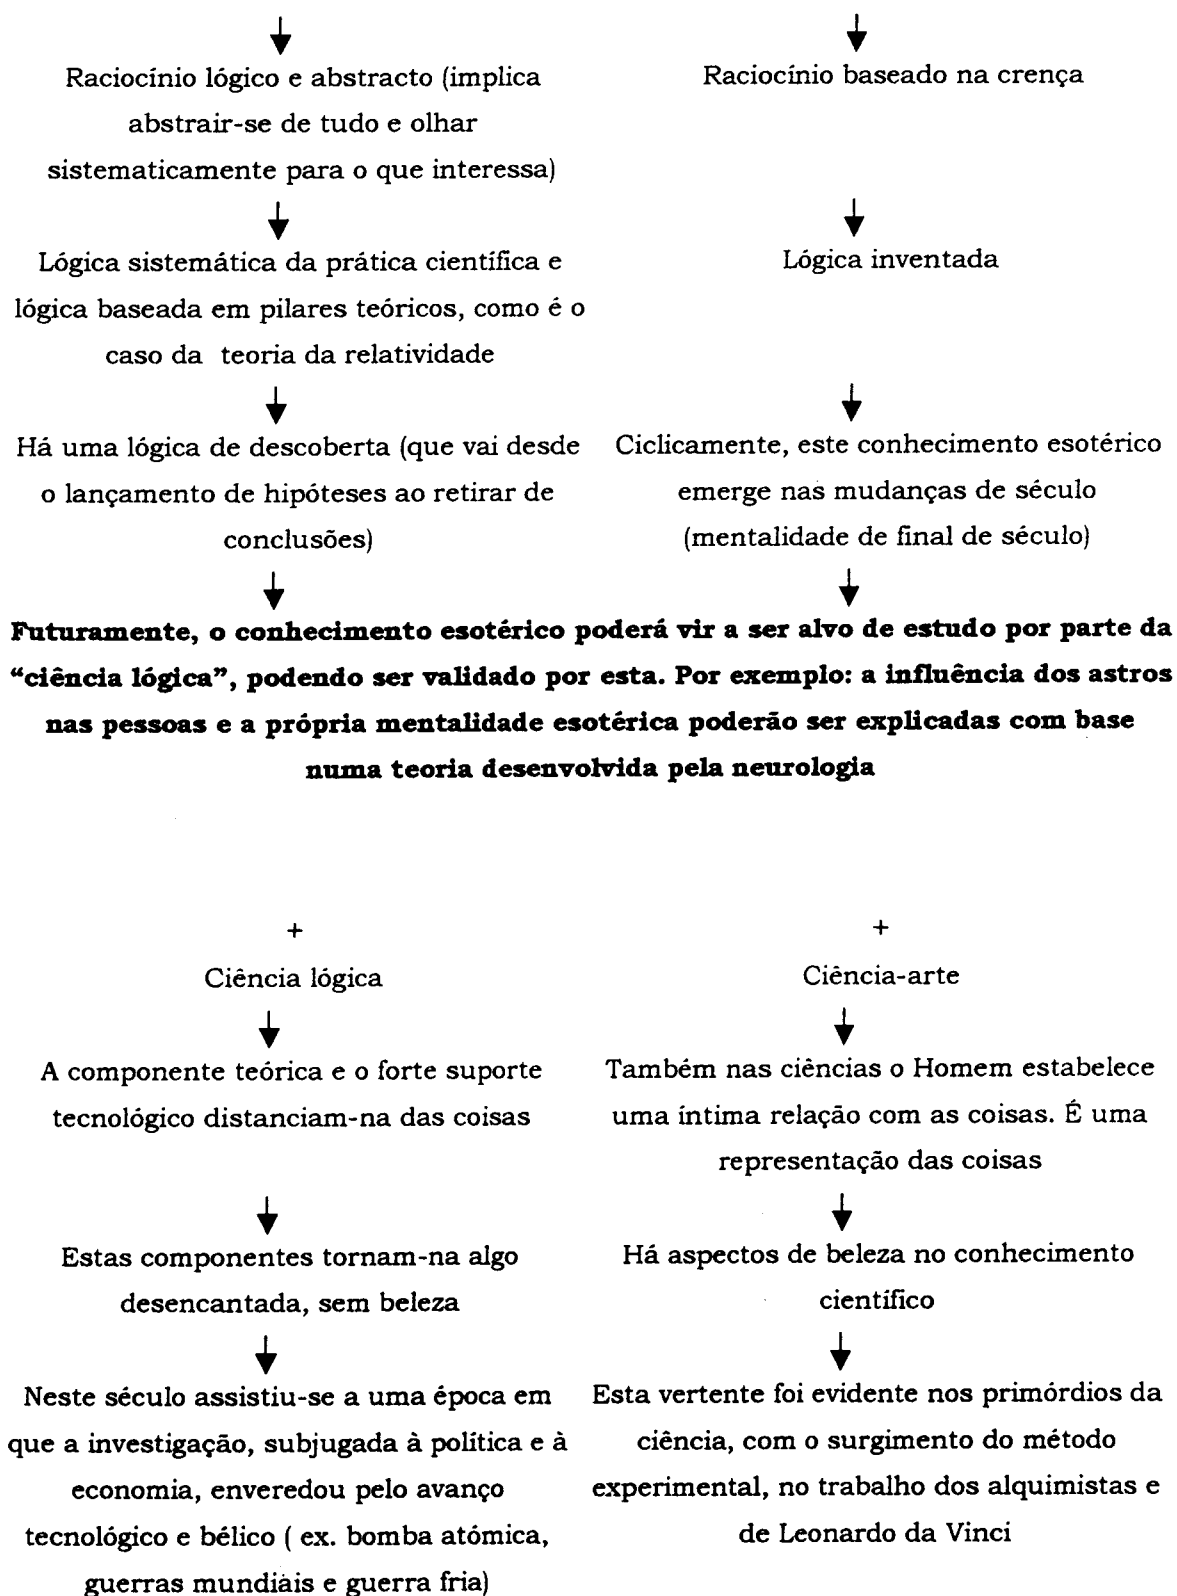 Raciocínio lógico e abstracto (implica
abstrair-se de tudo e olhar
sistematicamente para o que interessa)
Raciocínio baseado na crença
Lógica sistemática da prática científica e
lógica baseada em pilares teóricos, como é o
caso da teoria da relatividade
Lógica inventada
Há uma lógica de descoberta (que vai desde
o lançamento de hipóteses ao retirar de
conclusões)
Ciclicamente, este conhecimento esotérico
emerge nas mudanças de século
(mentalidade de final de século)
Futuramente, o conhecimento esotérico poderá vir a ser alvo de estudo por parte da
“ciência lógica”, podendo ser validado por esta. Por exemplo: a influência dos astros
nas pessoas e a própria mentalidade esotérica poderão ser explicadas com base
numa teoria desenvolvida pela neurologia
+
Ciência lógica
A componente teórica e o forte suporte
tecnológico distanciam-na das coisas
Estas componentes tornam-na algo
desencantada, sem beleza
Neste século assistiu-se a uma época em
que a investigação, subjugada à política e à
economia, enveredou pelo avanço
tecnológico e bélico ( ex. bomba atómica,
guerras mundiais e guerra fria)
+
Ciência-arte
Também nas ciências o Homem estabelece
uma íntima relação com as coisas. É uma
representação das coisas
Há aspectos de beleza no conhecimento
científico
Esta vertente foi evidente nos primórdios da
ciência, com o surgimento do método
experimental, no trabalho dos alquimistas e
de Leonardo da Vinci